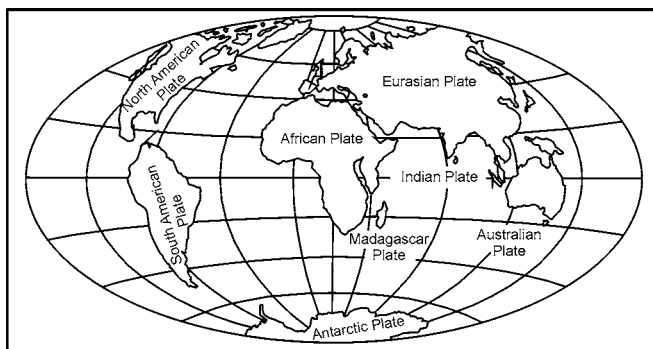 North American
Plate
Eurasian Plate
African Plate
Indian Plate
South American
Plate
Madagascar
Plate
Australian
Plate
Antarctic Plate